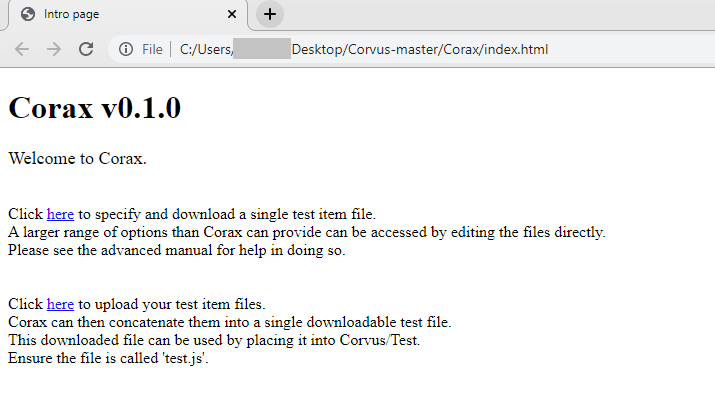 Intro page
File
C:/Users/ Desktop/Corvus-master/Corax/index.html
Corax v0.1.0
Welcome to Corax.
Click here to specify and download a single test item file.
A larger range of options than Corax can provide can be accessed by editing the files directly.
Please see the advanced manual for help in doing so.
Click here to upload your test item files.
Corax can then concatenate them into a single downloadable test file.
This downloaded file can be used by placing it into Corvus/Test.
Ensure the file is called 'test.js'.